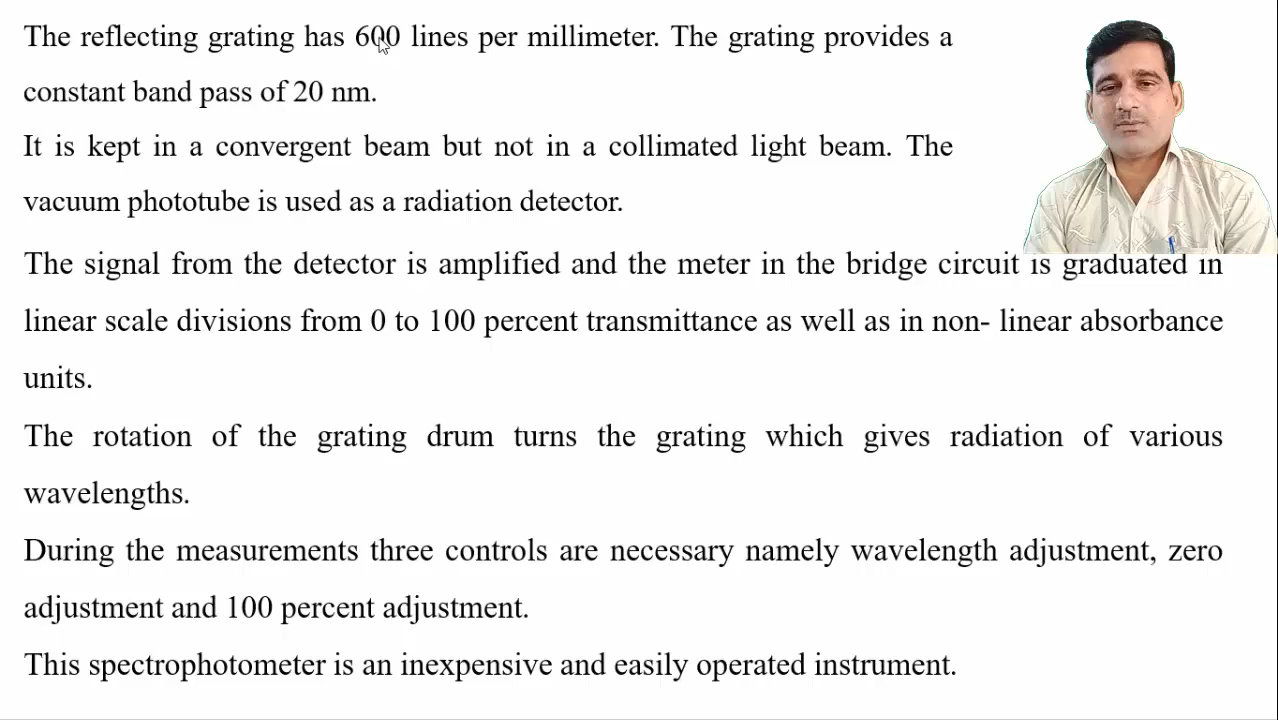 The reflecting grating has 600 lines per millimeter. The grating provides a
constant band pass of 20 nm.
It is kept in a convergent beam but not in a collimated light beam. The
vacuum phototube is used as a radiation detector.
The signal from the detector is amplified and the meter in the bridge circuit is graduated in
linear scale divisions from 0 to 100 percent transmittance as well as in non- linear absorbance
units.
The rotation of the grating drum turns the grating which gives radiation of various
wavelengths.
During the measurements three controls are necessary namely wavelength adjustment, zero
adjustment and 100 percent adjustment.
This spectrophotometer is an inexpensive and easily operated instrument.